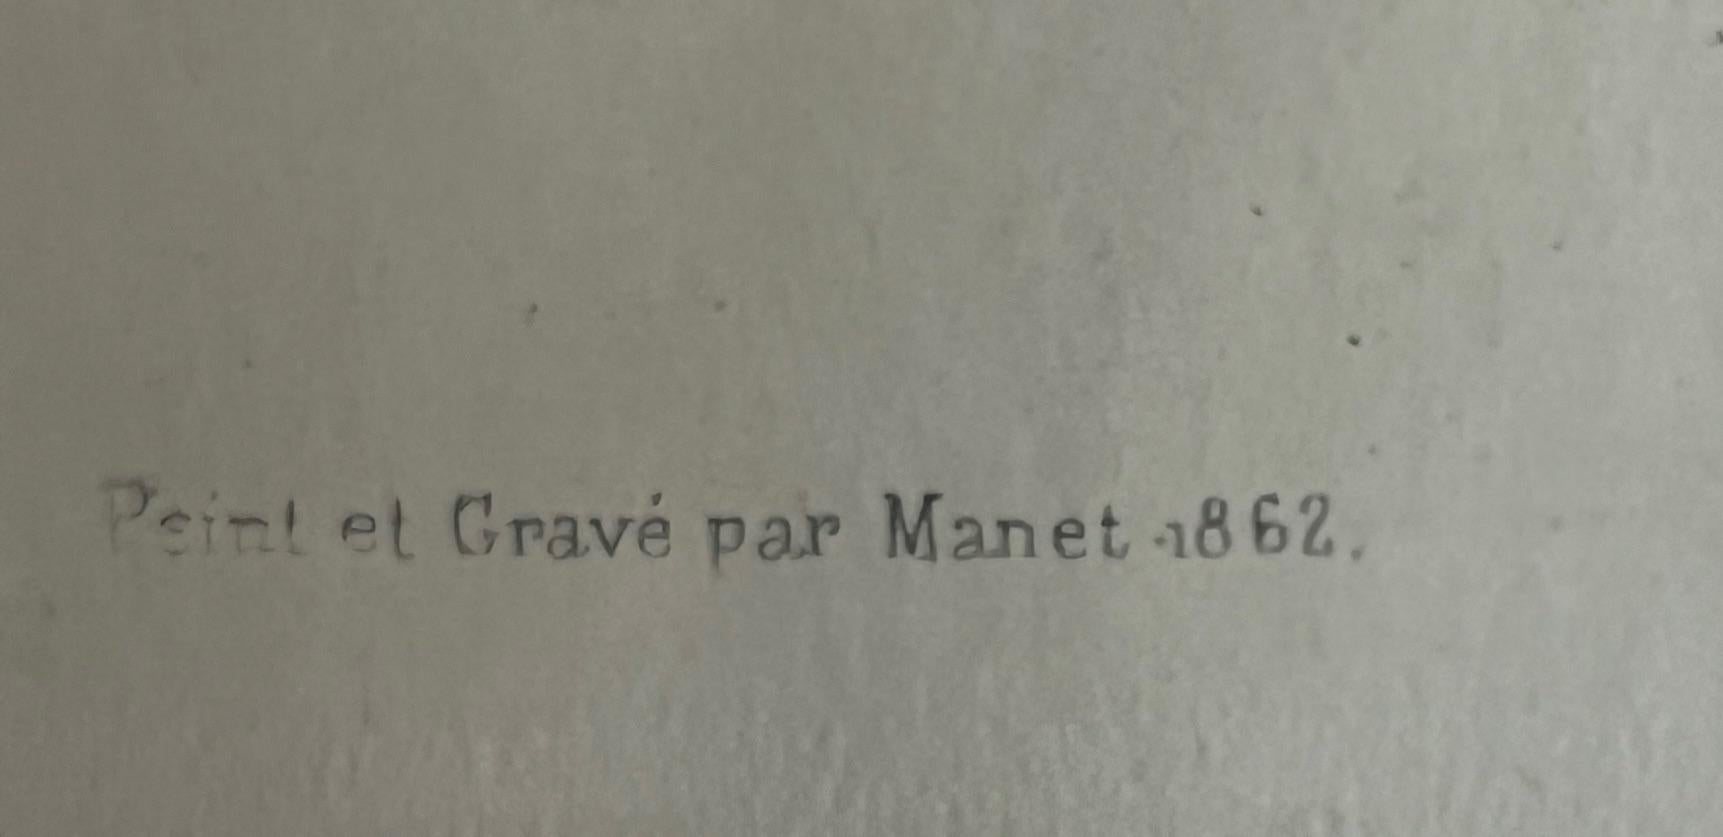 Peint et Gravé par Manet 1862.